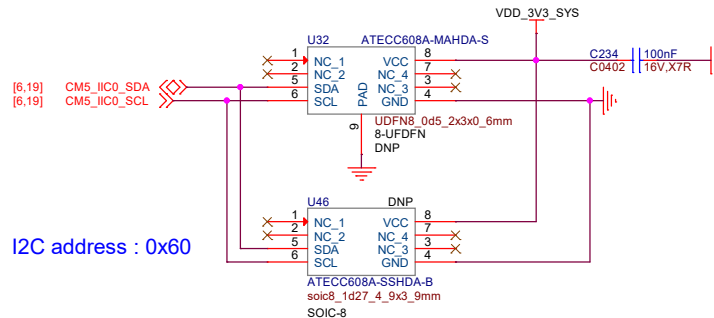 VDD_3V3_SYS
U32 ATECC608A-MAHDA-S
1 NC_1 VCC 8
2 NC_2 NC_4 7
5 SDA NC_3 3
6 SCL GND 4
PAD
9
UDFN8_0d5_2x3x0_6mm
8-UFDFN
DNP
C234 100nF
C0402 16V,X7R
[6,19] CM5_IIC0_SDA
[6,19] CM5_IIC0_SCL
U46 DNP
1 NC_1 VCC 8
2 NC_2 NC_4 7
5 SDA NC_3 3
6 SCL GND 4
ATECC608A-SSHDA-B
soic8_1d27_4_9x3_9mm
SOIC-8
I2C address : 0x60